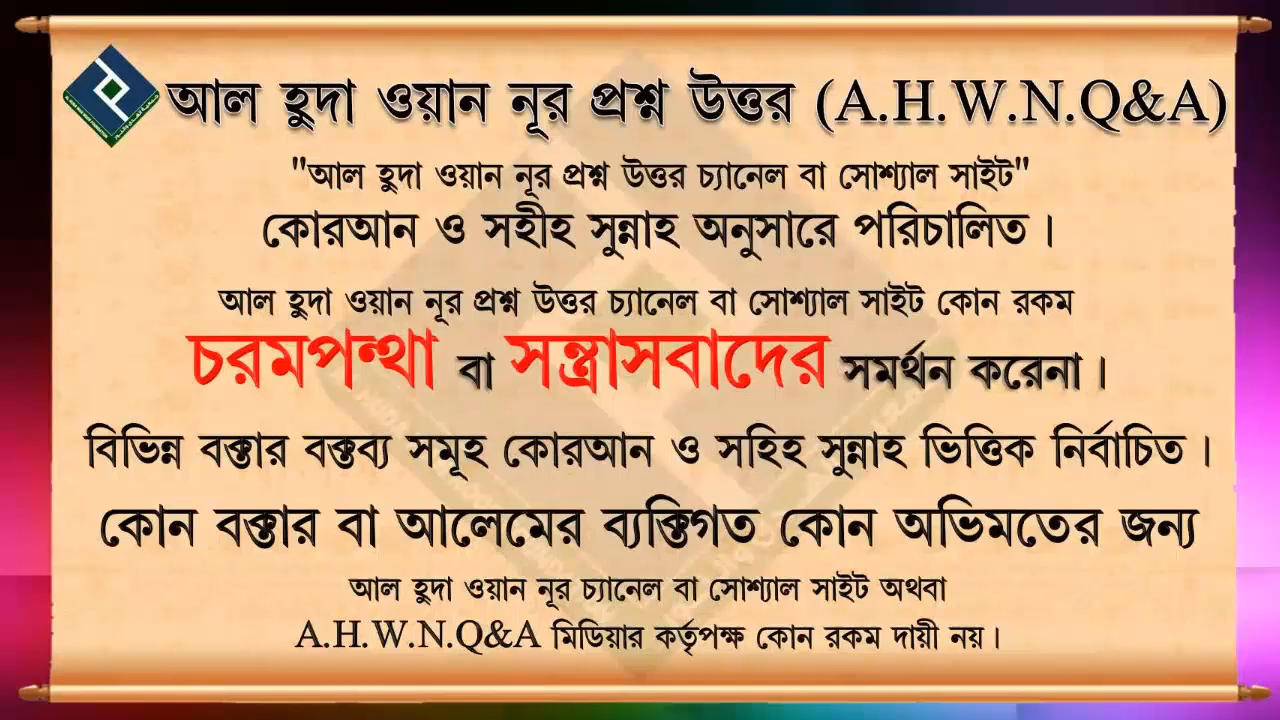 আল হুদা ওয়ান নূর প্রশ্ন উত্তর (A.H.W.N.Q&A)
"আল হুদা ওয়ান নূর প্রশ্ন উত্তর চ্যানেল বা সোশ্যাল সাইট"
কোরআন ও সহীহ সুন্নাহ অনুসারে পরিচালিত ।
আল হুদা ওয়ান নূর প্রশ্ন উত্তর চ্যানেল বা সোশ্যাল সাইট কোন রকম
চরমপন্থা বা সন্ত্রাসবাদের সমর্থন করেনা ।
বিভিন্ন বক্তার বক্তব্য সমূহ কোরআন ও সহিহ সুন্নাহ ভিত্তিক নির্বাচিত ।
কোন বক্তার বা আলেমের ব্যক্তিগত কোন অভিমতের জন্য
আল হুদা ওয়ান নূর চ্যানেল বা সোশ্যাল সাইট অথবা
A.H.W.N.Q&A মিডিয়ার কর্তৃপক্ষ কোন রকম দায়ী নয় ।